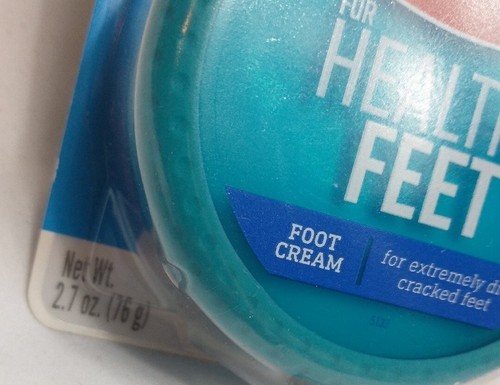 FOR
HEALT
FEET
FOOT
CREAM
for extremely d
cracked feet
Net Wt.
2.7 oz. (76 g)